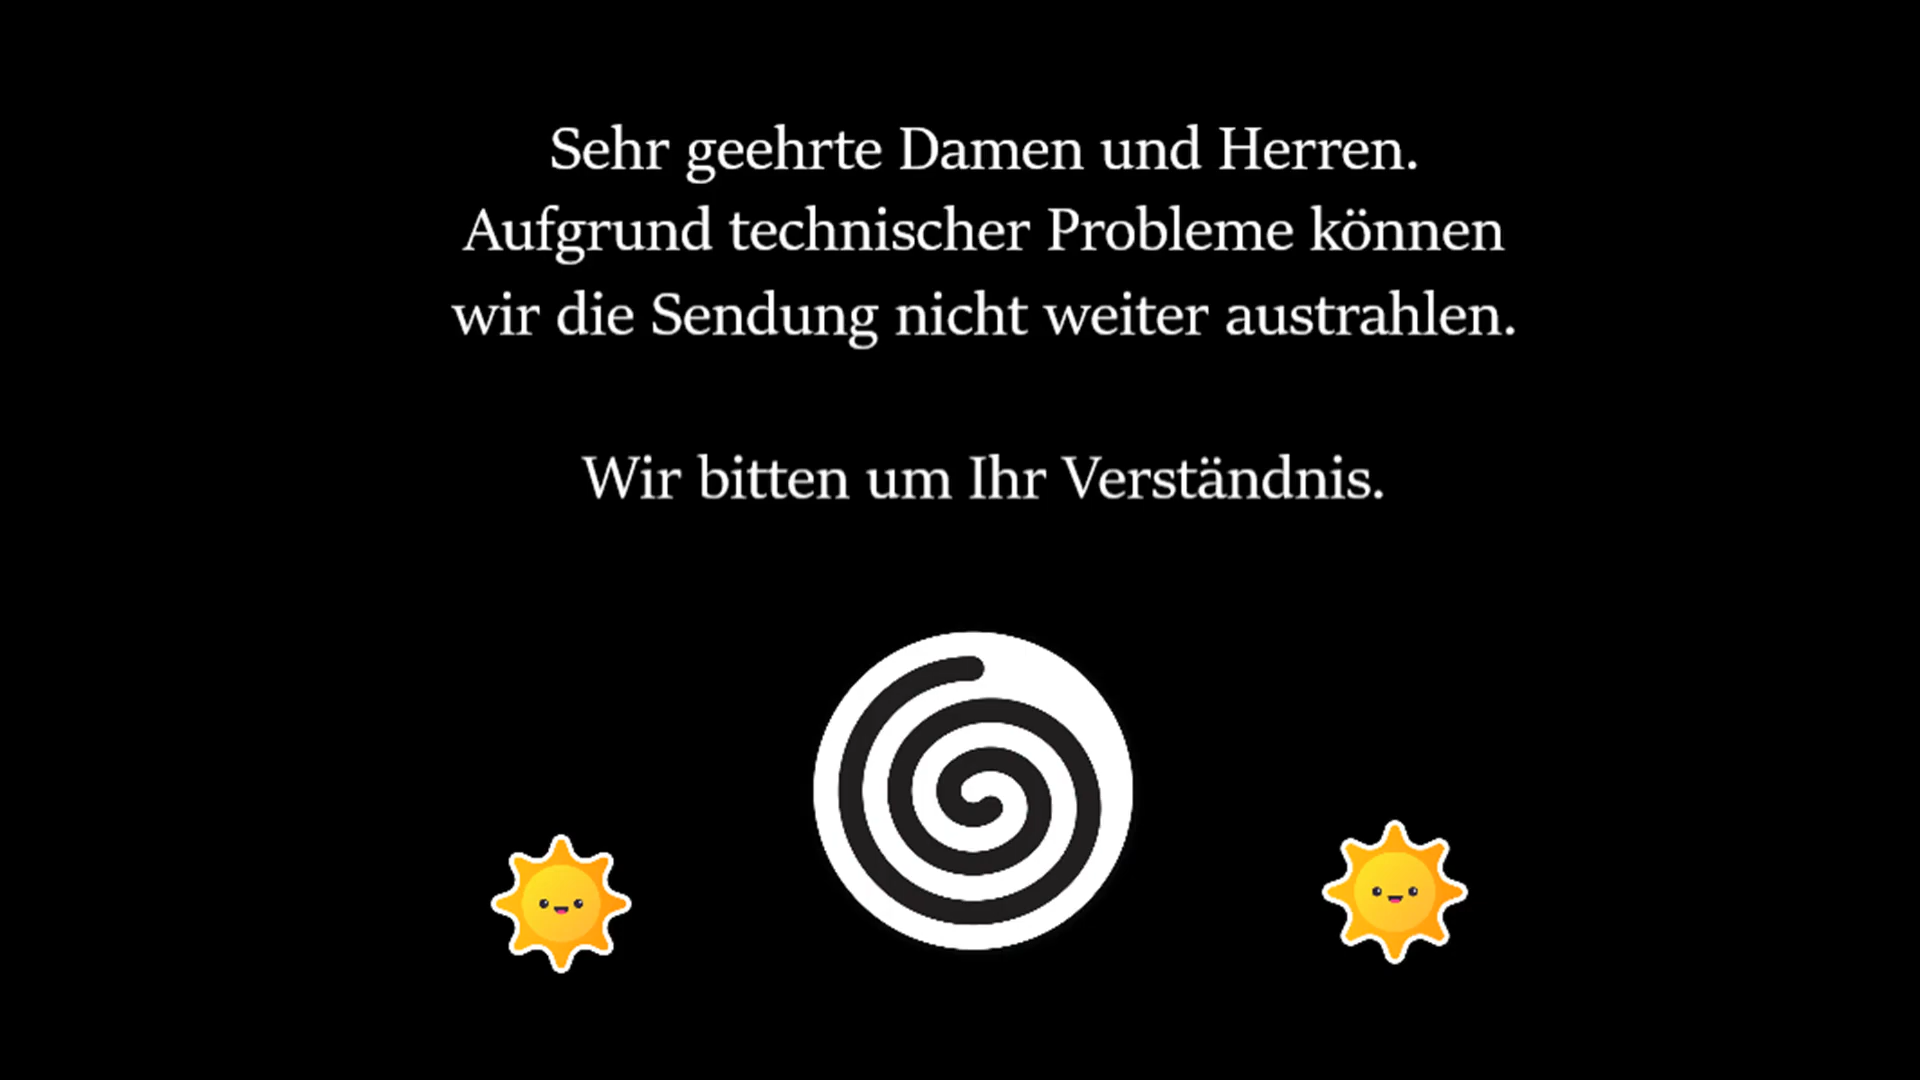 Sehr geehrte Damen und Herren.
Aufgrund technischer Probleme können
wir die Sendung nicht weiter austrahlen.
Wir bitten um Ihr Verständnis.